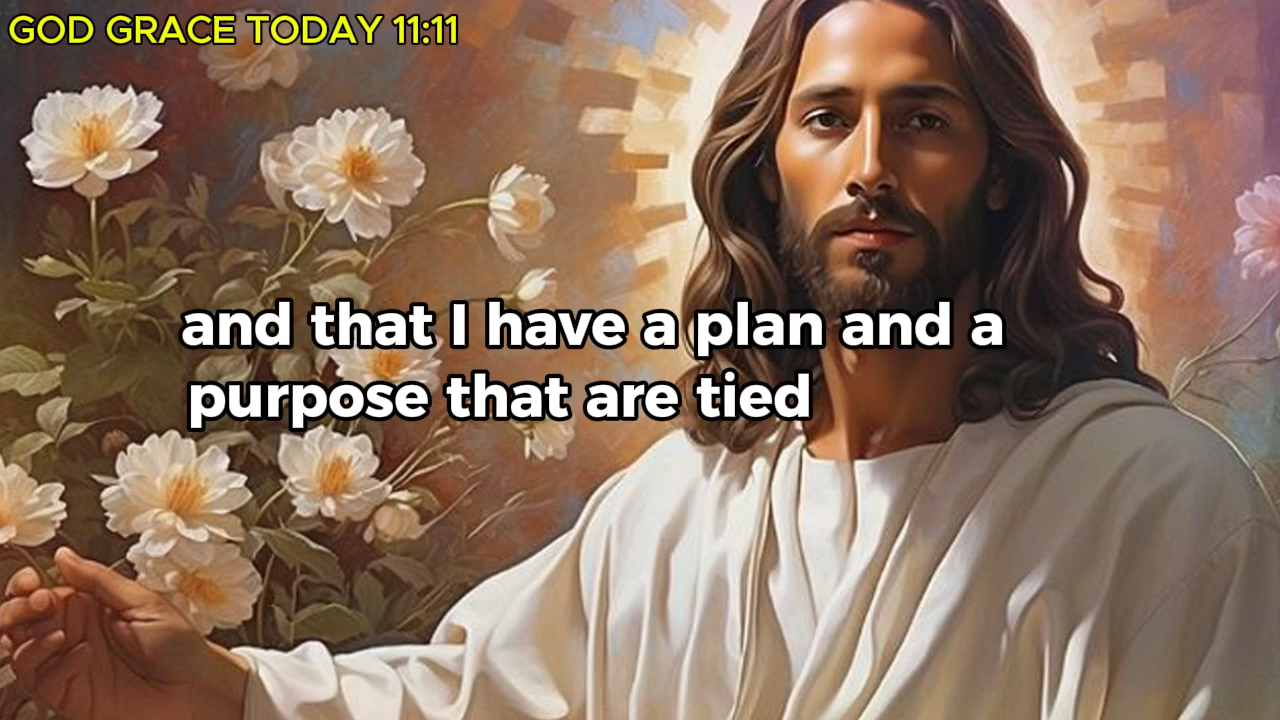 GOD GRACE TODAY 11:11
and that I have a plan and a
purpose that are tied